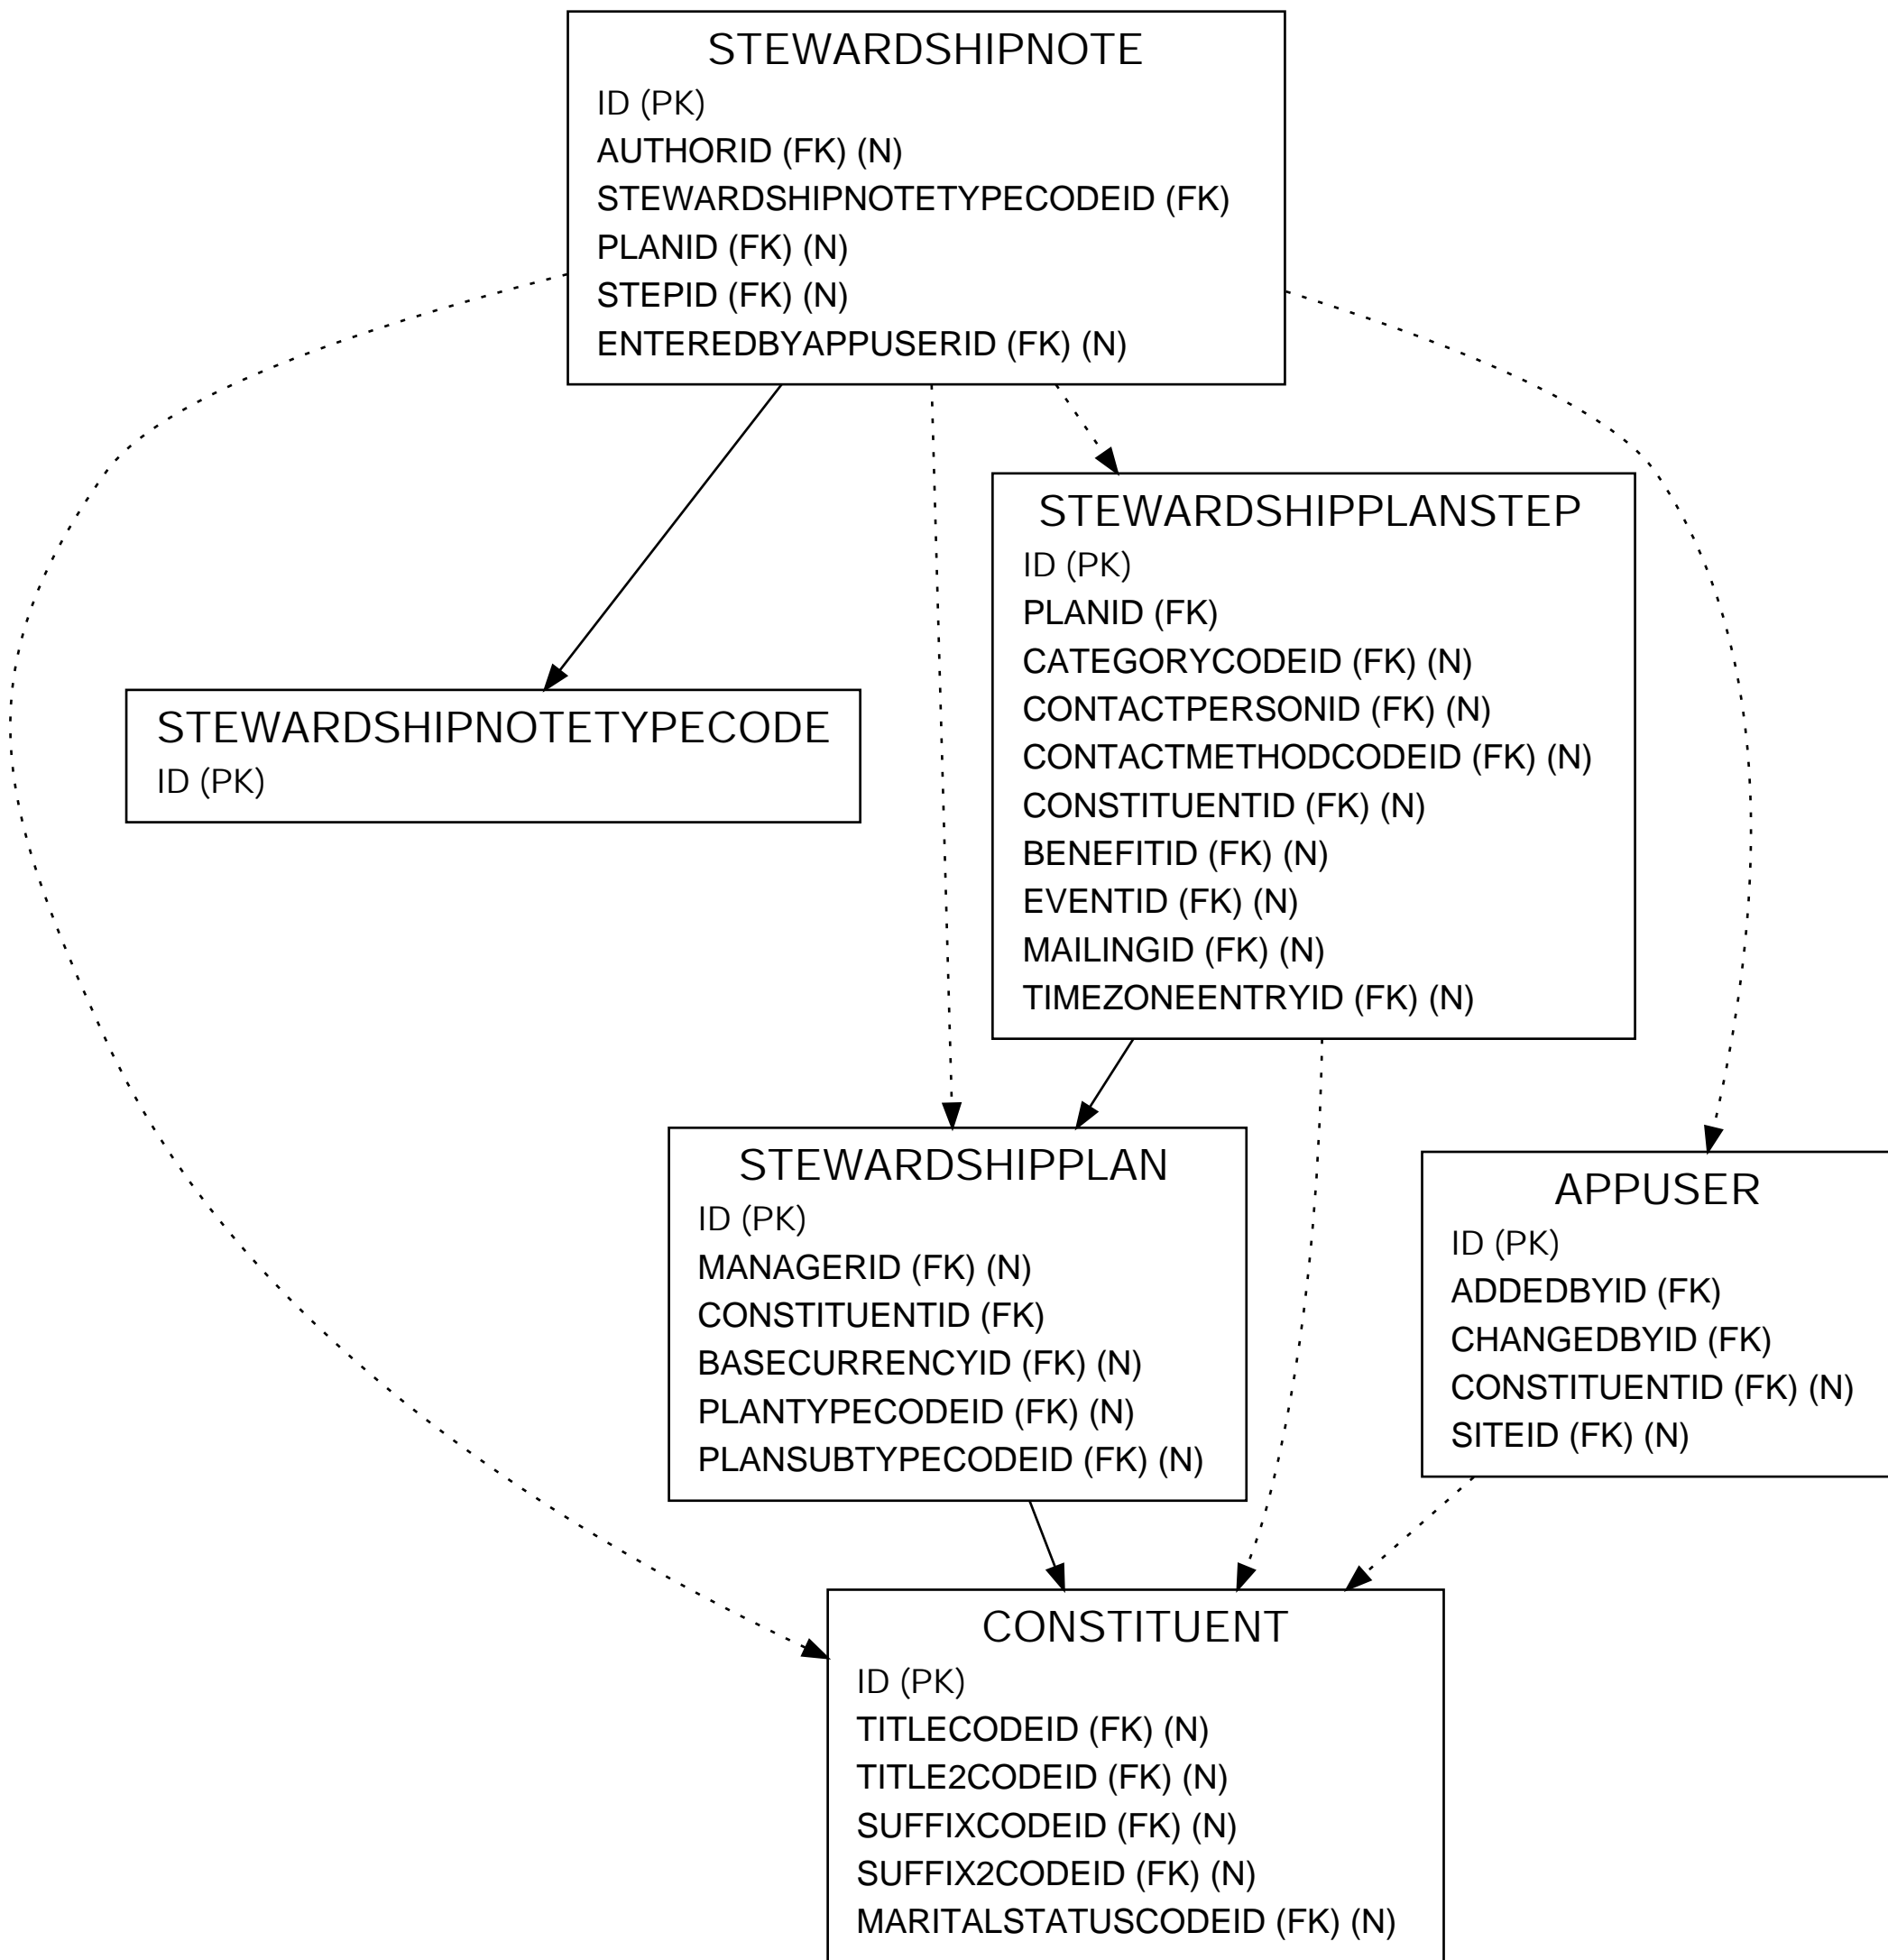 STEWARDSHIPNOTE
ID (PK)
AUTHORID (FK) (N)
STEWARDSHIPNOTETYPECODEID (FK)
PLANID (FK) (N)
STEPID (FK) (N)
ENTEREDBYAPPUSERID (FK) (N)
STEWARDSHIPPLANSTEP
ID (PK)
PLANID (FK)
CATEGORYCODEID (FK) (N)
CONTACTPERSONID (FK) (N)
CONTACTMETHODCODEID (FK) (N)
CONSTITUENTID (FK) (N)
BENEFITID (FK) (N)
EVENTID (FK) (N)
MAILINGID (FK) (N)
TIMEZONEENTRYID (FK) (N)
STEWARDSHIPNOTETYPECODE
ID (PK)
STEWARDSHIPPLAN
ID (PK)
MANAGERID (FK) (N)
CONSTITUENTID (FK)
BASECURRENCYID (FK) (N)
PLANTYPECODEID (FK) (N)
PLANSUBTYPECODEID (FK) (N)
APPUSER
ID (PK)
ADDEDBYID (FK)
CHANGEDBYID (FK)
CONSTITUENTID (FK) (N)
SITEID (FK) (N)
CONSTITUENT
ID (PK)
TITLECODEID (FK) (N)
TITLE2CODEID (FK) (N)
SUFFIXCODEID (FK) (N)
SUFFIX2CODEID (FK) (N)
MARITALSTATUSCODEID (FK) (N)